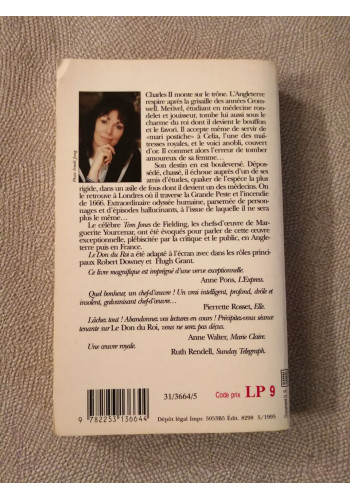 Charles II monte sur le trône. L'Angleterre
respire après la grisaille des années Crom-
well. Merivel, étudiant en médecine ron-
delet et jouisseur, tombe lui aussi sous le
charme du roi dont il devient le bouffon
et le favori. Il accepte même de servir de
«mari postiche» à Celia, l'une des maî-
tresses royales, et le voici anobli, couvert
d'or. Il commet alors l'erreur de tomber
amoureux de sa femme...
Son destin en est bouleversé. Dépos-
sédé, chassé, il échoue auprès d'un de ses
amis d'études, quaker de l'espèce la plus
rigide, dans un asile de fous dont il devient un des médecins. On
le retrouve à Londres où il traverse la Grande Peste et l'incendie
de 1666. Extraordinaire odyssée humaine, parsemée de person-
nages et d'épisodes hallucinants, à l'issue de laquelle il ne sera
plus le même...
Le célèbre Tom Jones de Fielding, les chefs-d'œuvre de Mar-
guerite Yourcenar, ont été évoqués pour parler de cette œuvre
exceptionnelle, plébiscitée par la critique et le public, en Angle-
terre puis en France.
Le Don du Roi a été adapté à l'écran avec dans les rôles princi-
paux Robert Downey et Hugh Grant.
Ce livre magnifique est imprégné d'une verve exceptionnelle.
Anne Pons, L'Express.
Quel bonheur, un chef-d'œuvre ! Un vrai intelligent, profond, drôle et
insolent, galvanisant chef-d'œuvre...
Pierrette Rosset, Elle.
Lâchez tout ! Abandonnez vos lectures en cours ! Précipitez-vous séance
tenante sur Le Don du Roi, vous ne serez pas déçus.
Anne Walter, Marie Claire.
Une œuvre royale.
Ruth Rendell, Sunday Telegraph.
31/3664/5
Code prix LP 9
9 782253 136644
Dépôt légal Impr. 5053B5 Édit. 8298 5/1995